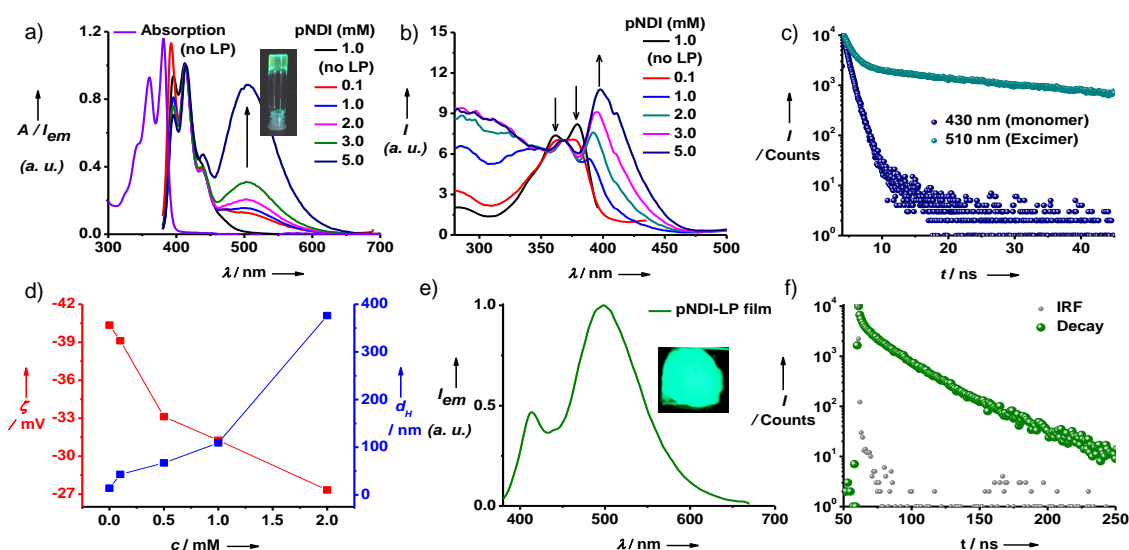 a)
Absorption
(no LP)
pNDI (mM)
1.0
(no LP)
0.1
1.0
2.0
3.0
5.0
1.2
0.8
0.4
0.0
A / I_em
(a. u.)
300 400 500 600 700
λ / nm
b)
pNDI (mM)
1.0
(no LP)
0.1
1.0
2.0
3.0
5.0
15
12
9
6
3
0
I
(a. u.)
300 350 400 450 500
λ / nm
c)
10^4
10^3
10^2
10^1
10^0
I
/ Counts
430 nm (monomer)
510 nm (Excimer)
10 20 30 40
t / ns
d)
-42
-39
-36
-33
-30
-27
ζ
/ mV
400
300
200
100
0
d_H
/ nm
0.0 0.5 1.0 2.0
c / mM
e)
pNDI-LP film
1.0
0.5
0.0
I_em
(a. u.)
400 500 600 700
λ / nm
f)
IRF
Decay
10^4
10^3
10^2
10^1
10^0
I
/ Counts
50 100 150 200 250
t / ns